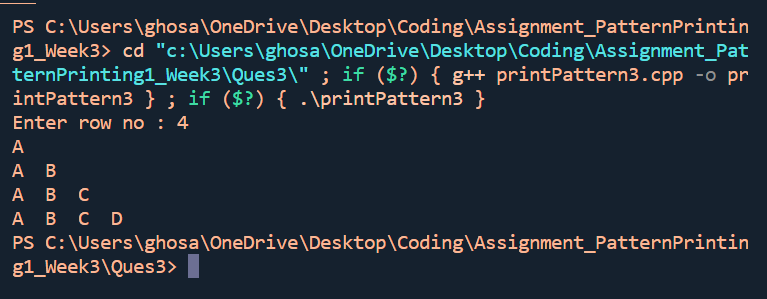 PS C:\Users\ghosa\OneDrive\Desktop\Coding\Assignment_PatternPrintin
g1_Week3> cd "c:\Users\ghosa\OneDrive\Desktop\Coding\Assignment_Pat
ternPrinting1_Week3\Ques3\" ; if ($?) { g++ printPattern3.cpp -o pr
intPattern3 } ; if ($?) { .\printPattern3 }
Enter row no : 4
A
A  B
A  B  C
A  B  C  D
PS C:\Users\ghosa\OneDrive\Desktop\Coding\Assignment_PatternPrintin
g1_Week3\Ques3>